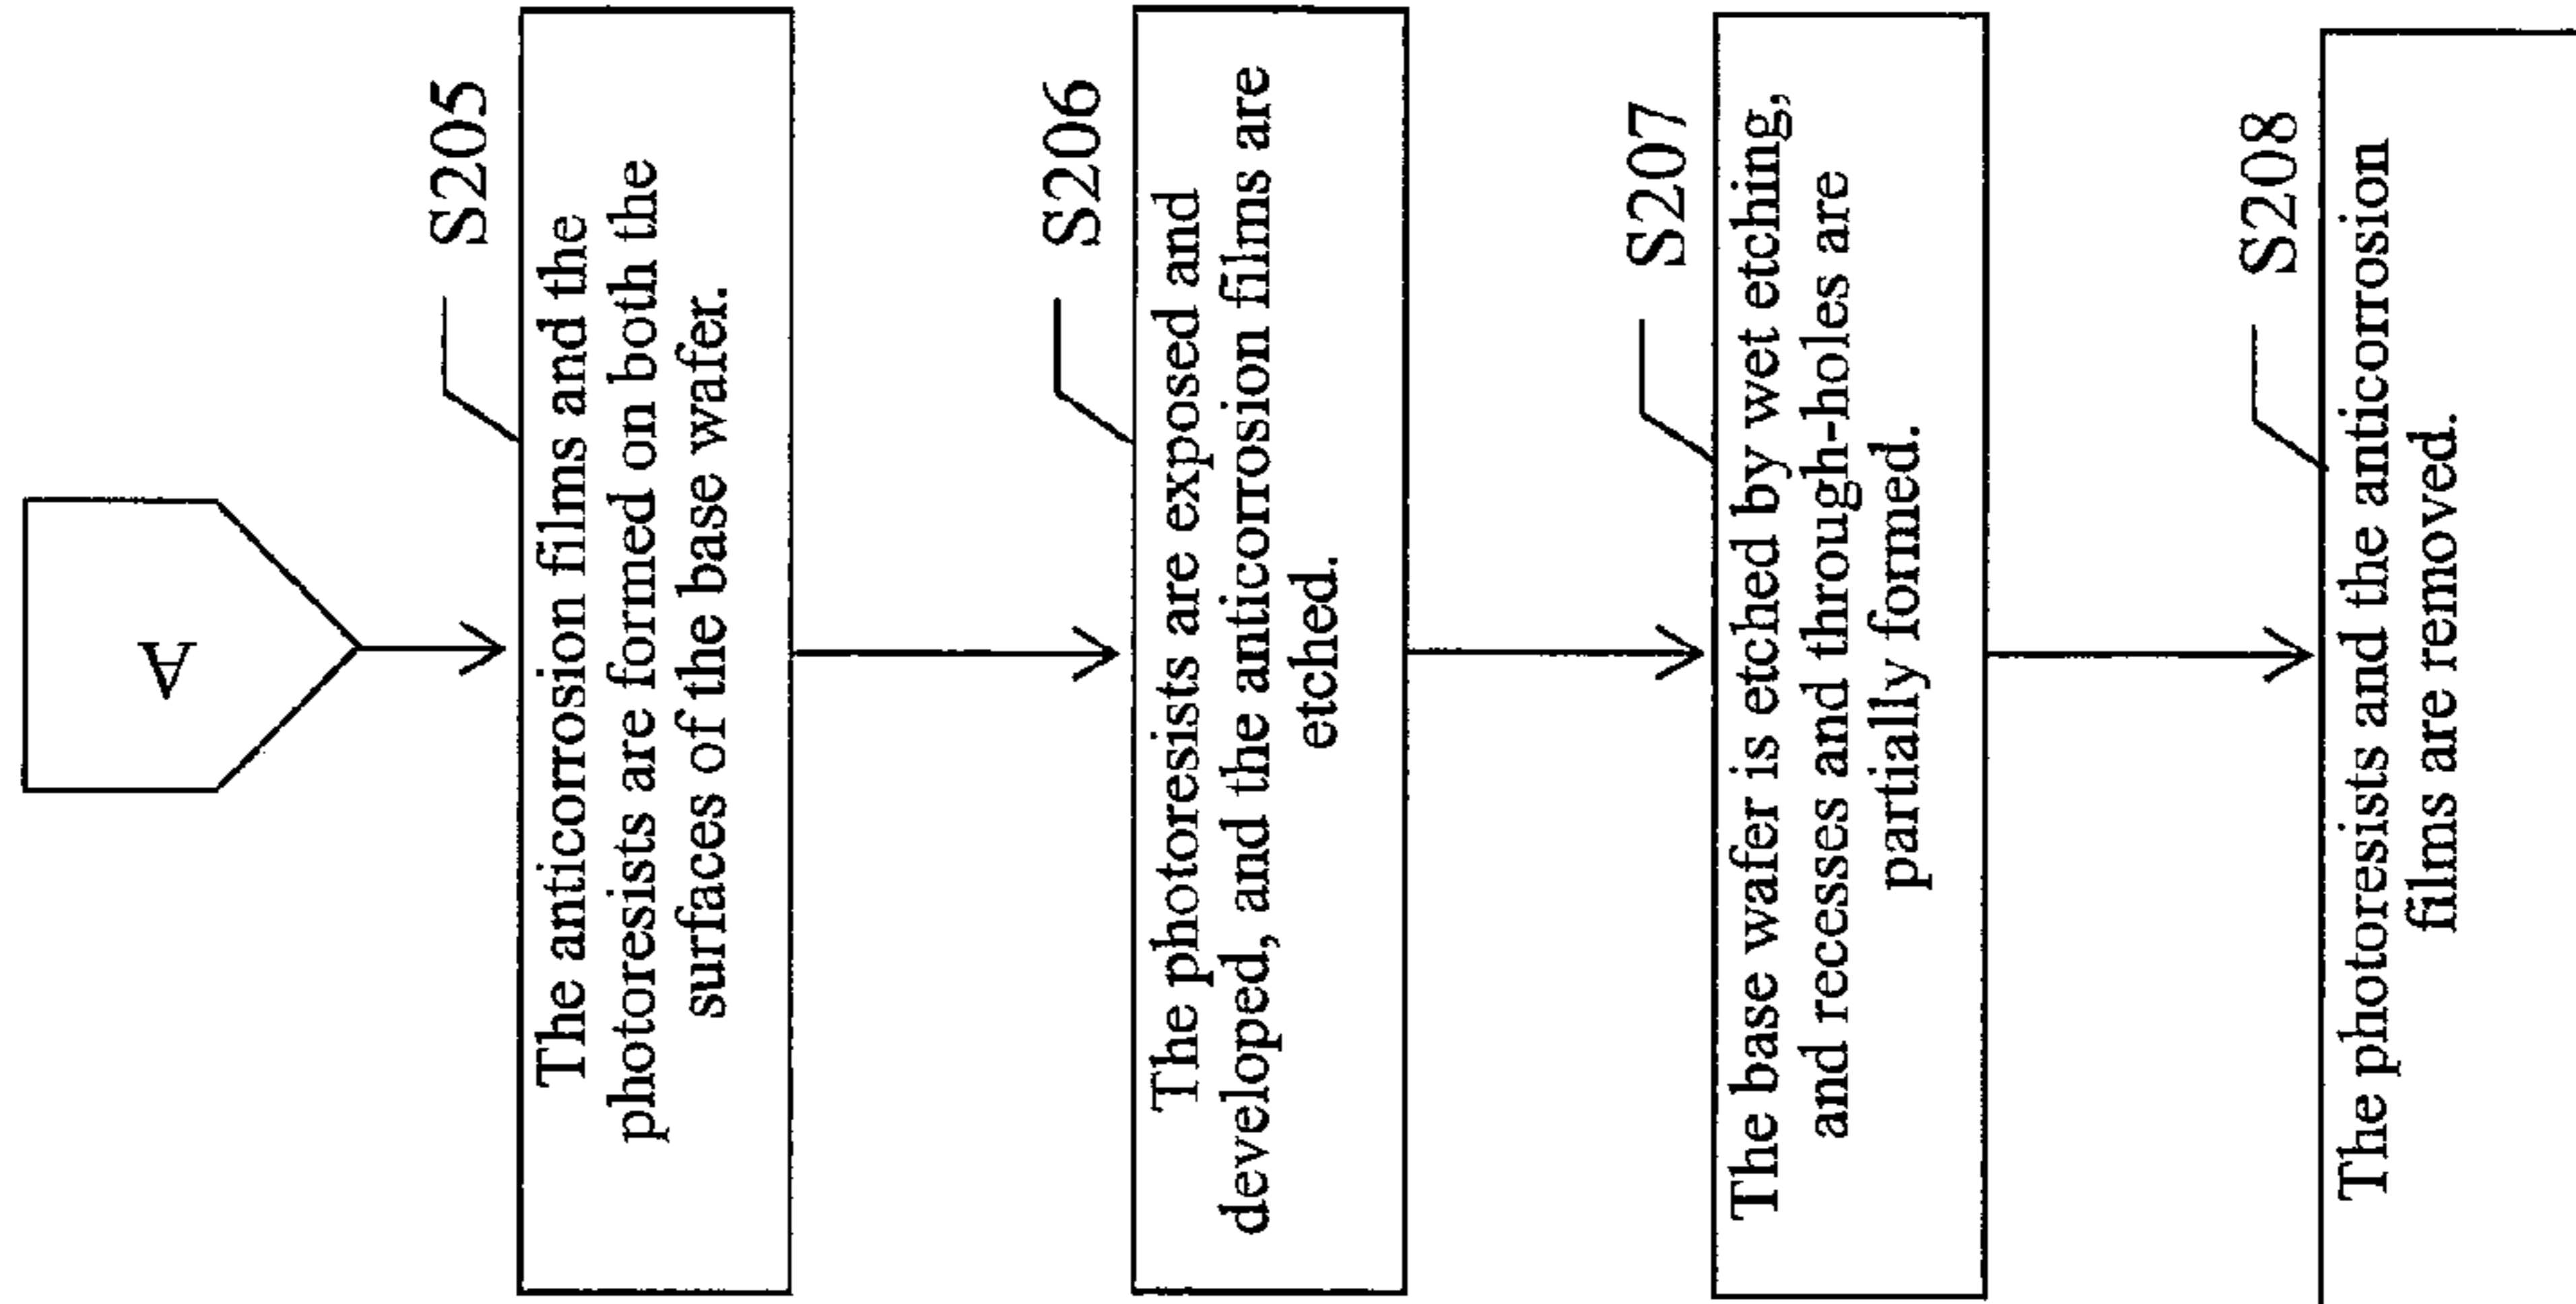 A
S205
The anticorrosion films and the
photoresists are formed on both the
surfaces of the base wafer.
S206
The photoresists are exposed and
developed, and the anticorrosion films are
etched.
S207
The base wafer is etched by wet etching,
and recesses and through-holes are
partially formed.
S208
The photoresists and the anticorrosion
films are removed.